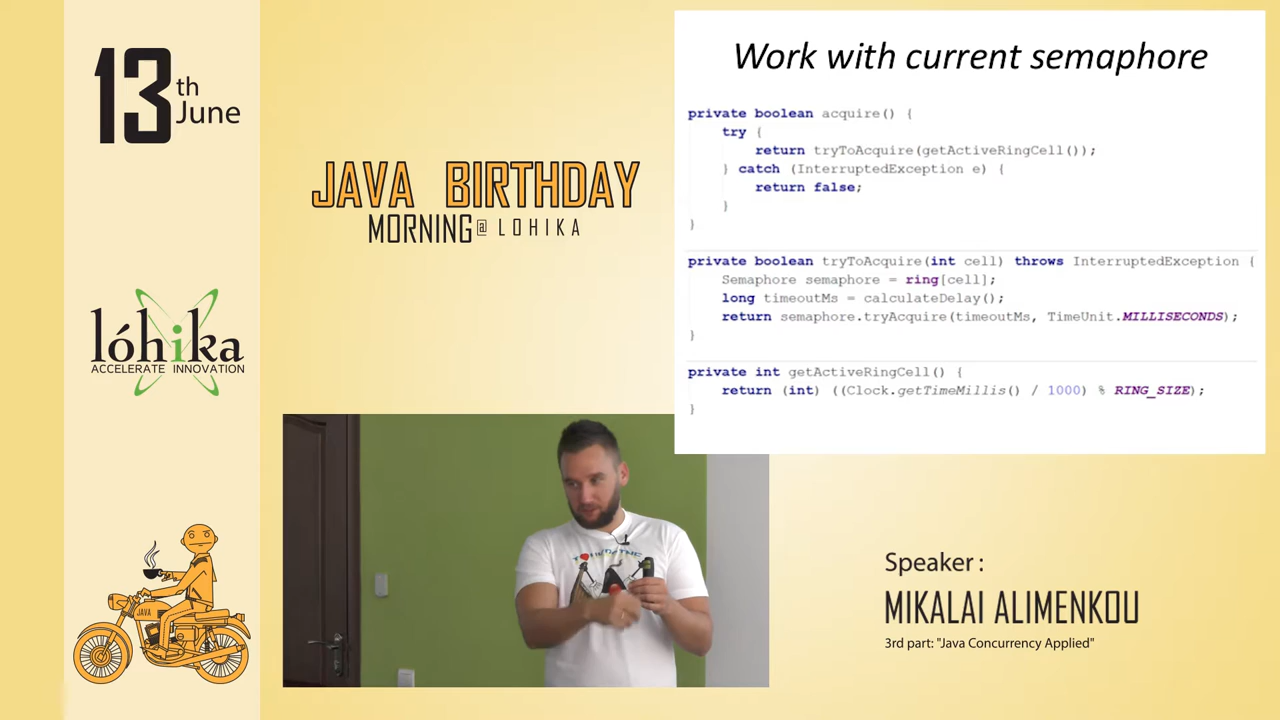 13
th
June
JAVA BIRTHDAY
MORNING @ LOHIKA
lóhika
ACCELERATE INNOVATION
JAVA
Work with current semaphore
private boolean acquire() {
try {
return tryToAcquire(getActiveRingCell());
} catch (InterruptedException e) {
return false;
}
}
private boolean tryToAcquire(int cell) throws InterruptedException {
Semaphore semaphore = ring[cell];
long timeoutMs = calculateDelay();
return semaphore.tryAcquire(timeoutMs, TimeUnit.MILLISECONDS);
}
private int getActiveRingCell() {
return (int) ((Clock.getTimeMillis() / 1000) % RING_SIZE);
}
Speaker :
MIKALAI ALIMENKOU
3rd part: "Java Concurrency Applied"